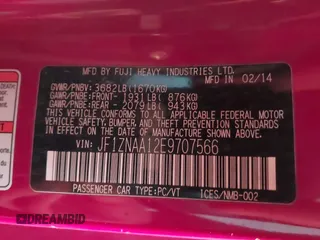 MFD BY FUJI HEAVY INDUSTRIES LTD.
02/14
GVWR/PNBV: 3682LB(1670KG)
GAWR/PNBE:FRONT- 1931LB( 876KG)
GAWR/PNBE:REAR - 2079LB( 943KG)
THIS VEHICLE CONFORMS TO ALL APPLICABLE FEDERAL MOTOR
VEHICLE SAFETY, BUMPER, AND THEFT PREVENTION STANDARDS
IN EFFECT ON THE DATE OF MANUFACTURE SHOWN ABOVE.
VIN: JF1ZNAA12E9707566
PASSENGER CAR TYPE:PC/VT ICES/NMB-002
DREAMBID